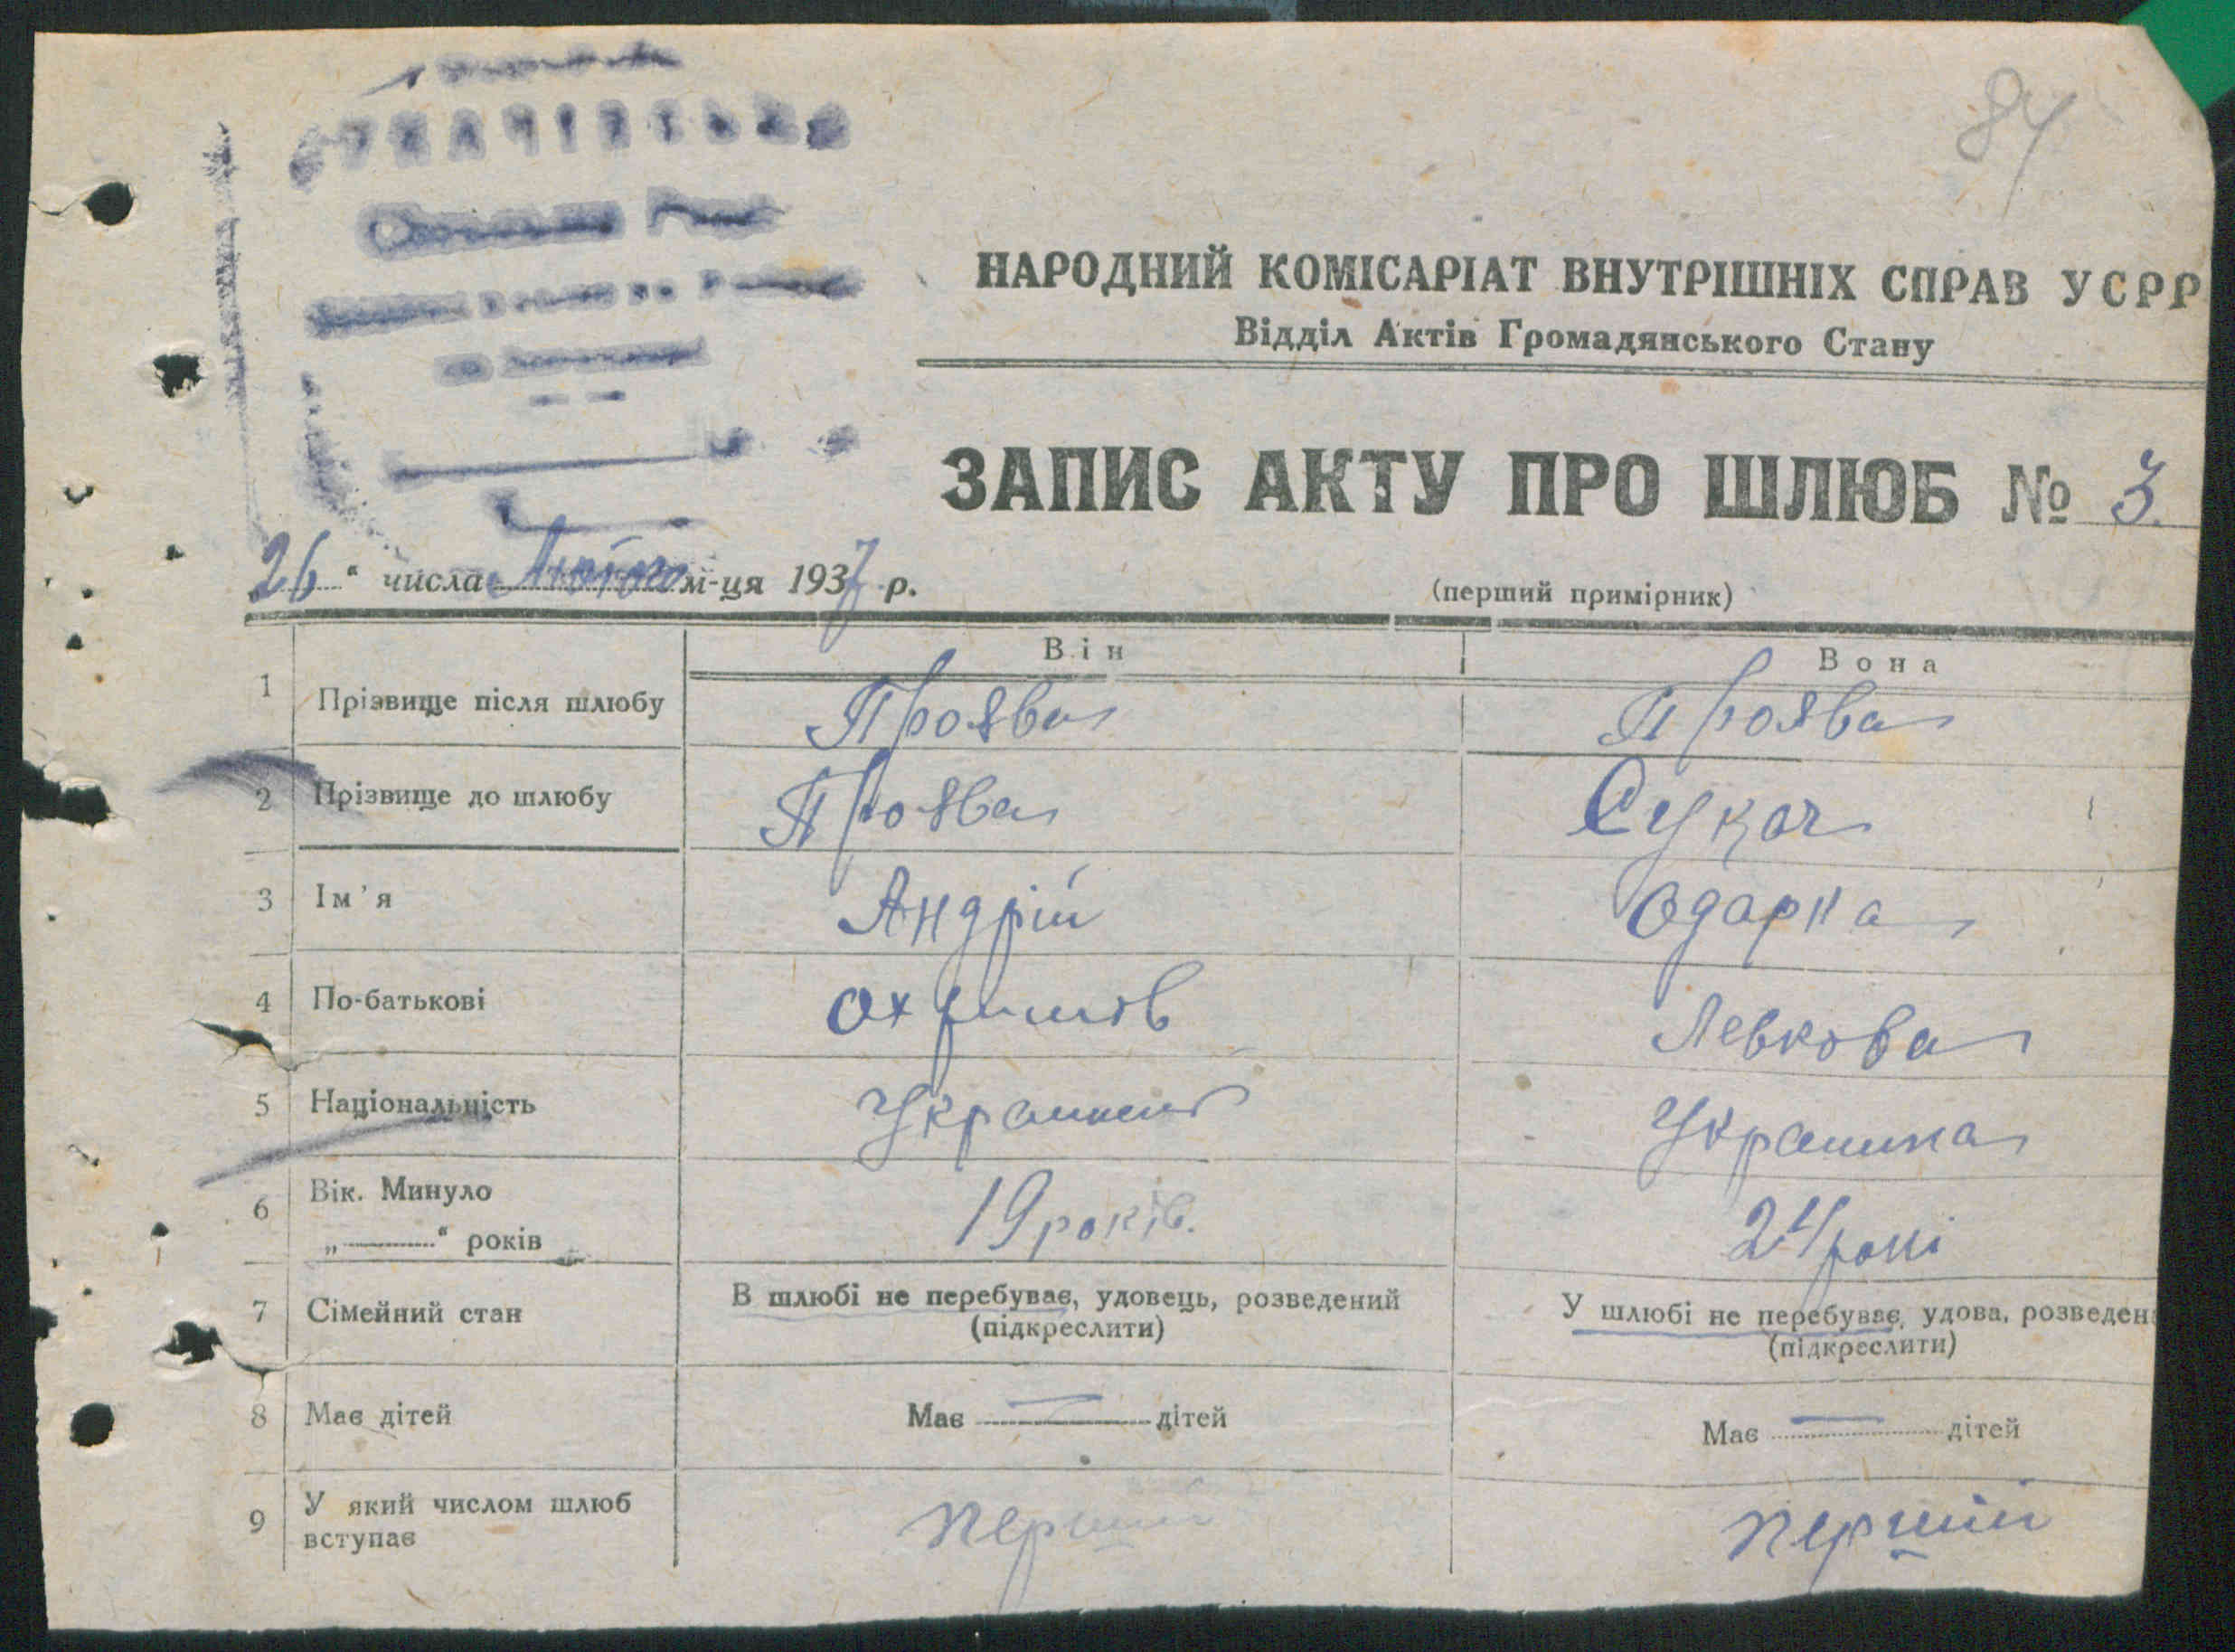 84
НАРОДНИЙ КОМІСАРІАТ ВНУТРІШНІХ СПРАВ УСРР
Відділ Актів Громадянського Стану
ЗАПИС АКТУ ПРО ШЛЮБ № 3.
26 " числа Лютого м-ця 1937 р.
(перший примірник)
Він Вона
1 Прізвище після шлюбу Проява Проява
2 Прізвище до шлюбу Проява Сукач
3 Ім'я Андрій Одарка
4 По-батькові Охрімів Левкова
5 Національність Українець Українка
6 Вік. Минуло
„ — " років 19 років. 24 роки
7 Сімейний стан В шлюбі не перебуває, удовець, розведений У шлюбі не перебуває, удова, розведена
(підкреслити) (підкреслити)
8 Має дітей Має — дітей Має — дітей
9 У який числом шлюб
вступає перший перший